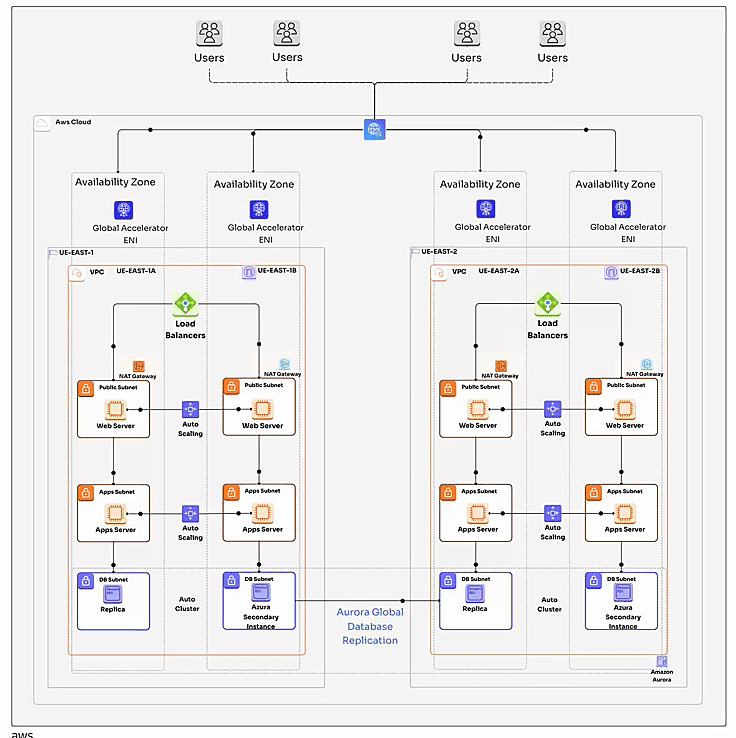 Users
Users
Users
Users
Aws Cloud
Availability Zone
Availability Zone
Availability Zone
Availability Zone
Global Accelerator
ENI
Global Accelerator
ENI
Global Accelerator
ENI
Global Accelerator
ENI
UE-EAST-1
UE-EAST-2
VPC
UE-EAST-1A
UE-EAST-1B
VPC
UE-EAST-2A
UE-EAST-2B
Load
Balancers
Load
Balancers
NAT Gateway
NAT Gateway
NAT Gateway
NAT Gateway
Public Subnet
Web Server
Auto
Scaling
Public Subnet
Web Server
Public Subnet
Web Server
Auto
Scaling
Public Subnet
Web Server
Apps Subnet
Apps Server
Auto
Scaling
Apps Subnet
Apps Server
Apps Subnet
Apps Server
Auto
Scaling
Apps Subnet
Apps Server
DB Subnet
Replica
Auto
Cluster
DB Subnet
Azura
Secondary
Instance
Aurora Global
Database
Replication
DB Subnet
Replica
Auto
Cluster
DB Subnet
Azura
Secondary
Instance
Amazon
Aurora
aws